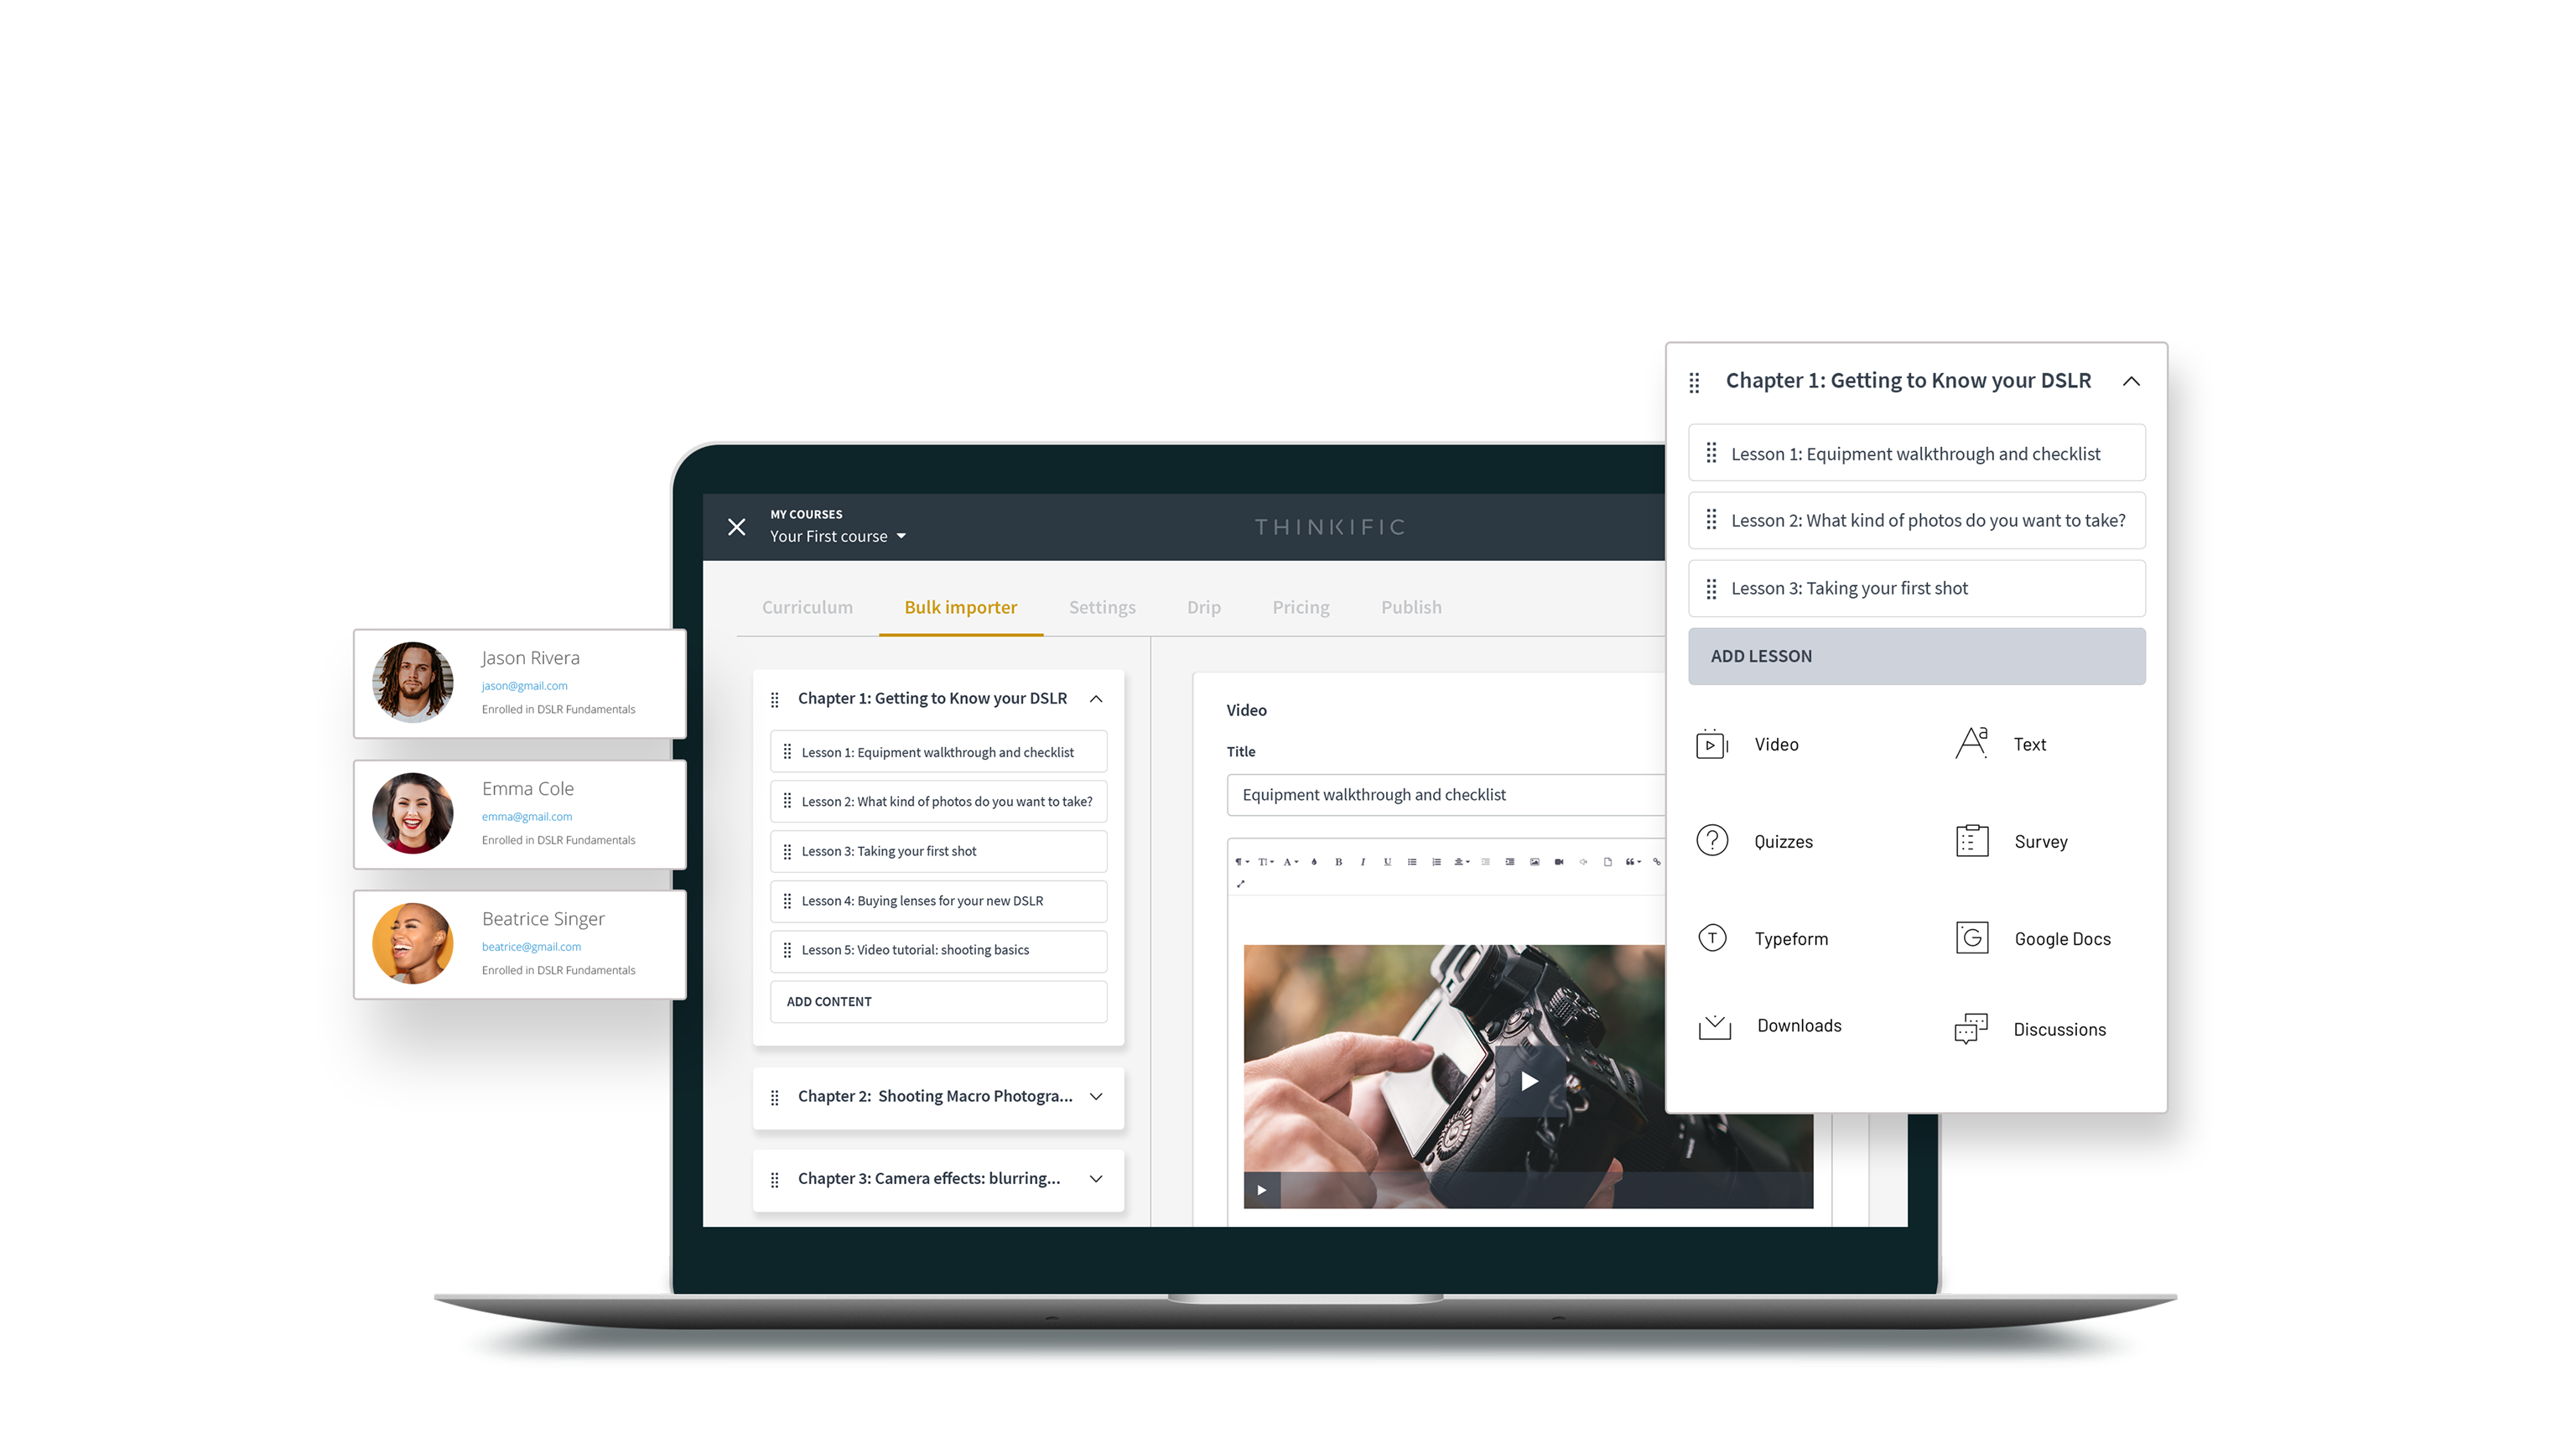 Chapter 1: Getting to Know your DSLR
Lesson 1: Equipment walkthrough and checklist
Lesson 2: What kind of photos do you want to take?
Lesson 3: Taking your first shot
ADD LESSON
Video
Text
Quizzes
Survey
Typeform
Google Docs
Downloads
Discussions
MY COURSES
Your First course
THINKIFIC
Curriculum
Bulk importer
Settings
Drip
Pricing
Publish
Jason Rivera
jason@gmail.com
Enrolled in DSLR Fundamentals
Emma Cole
emma@gmail.com
Enrolled in DSLR Fundamentals
Beatrice Singer
beatrice@gmail.com
Enrolled in DSLR Fundamentals
Chapter 1: Getting to Know your DSLR
Lesson 1: Equipment walkthrough and checklist
Lesson 2: What kind of photos do you want to take?
Lesson 3: Taking your first shot
Lesson 4: Buying lenses for your new DSLR
Lesson 5: Video tutorial: shooting basics
ADD CONTENT
Chapter 2: Shooting Macro Photogra...
Chapter 3: Camera effects: blurring...
Video
Title
Equipment walkthrough and checklist